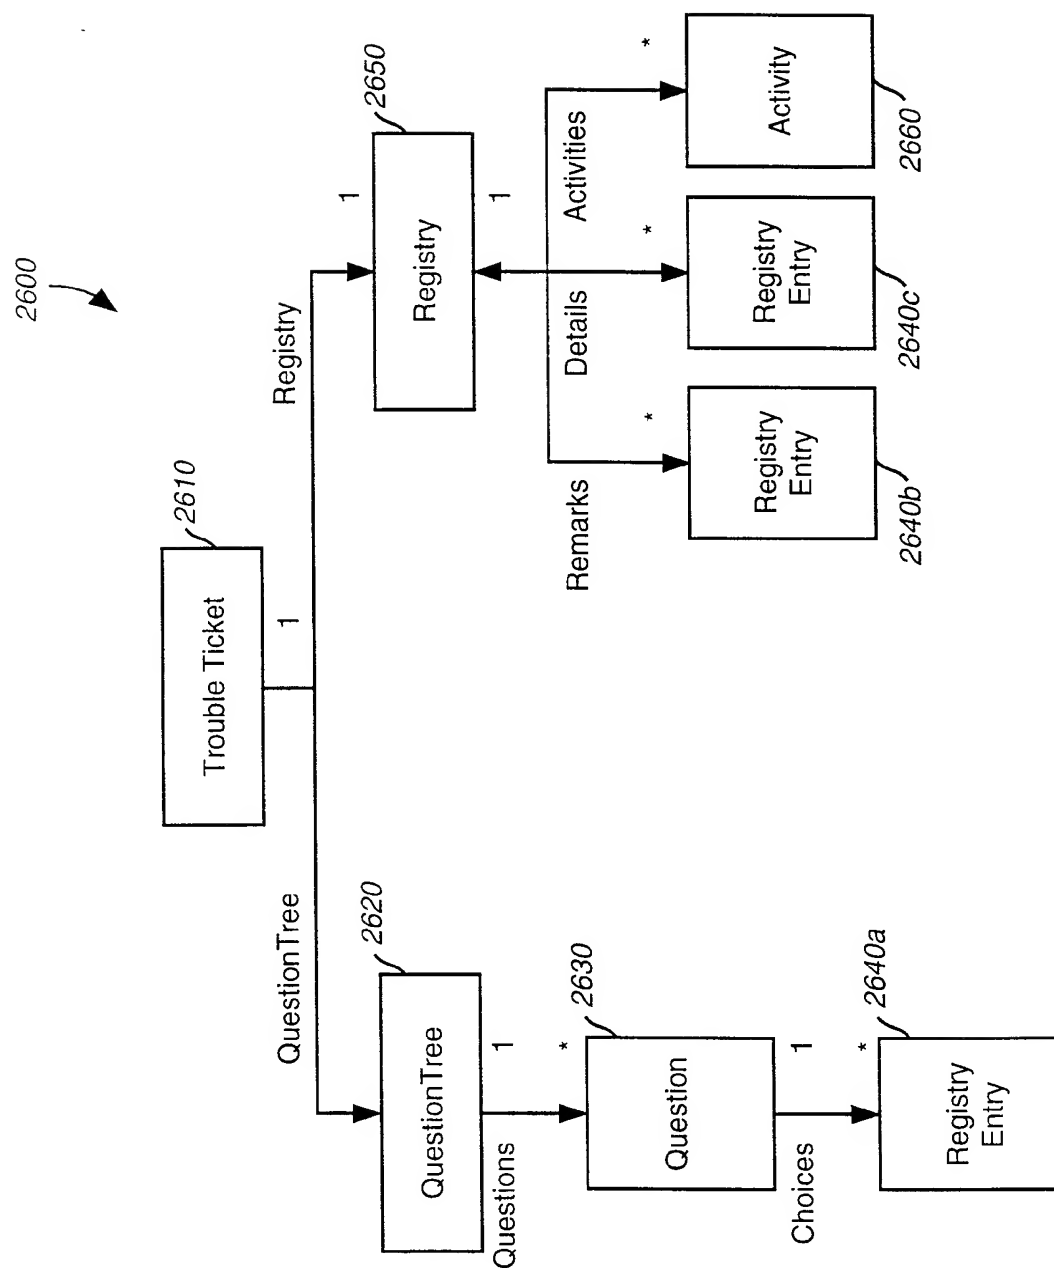 2600
Trouble Ticket
2610
1
QuestionTree
Registry
QuestionTree
2620
1
Questions
*
Question
2630
1
Choices
*
Registry
Entry
2640a
1
Registry
2650
1
Remarks
Details
Activities
*
*
*
Registry
Entry
2640b
Registry
Entry
2640c
Activity
2660